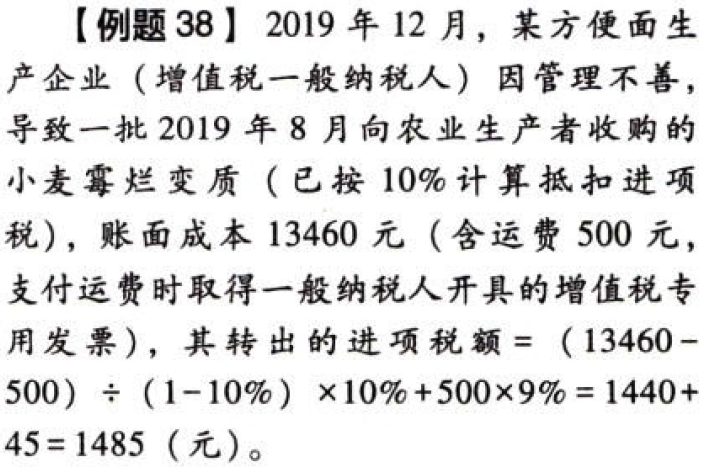 【例题 38】 2019 年 12 月，某方便面生
产企业（增值税一般纳税人）因管理不善，
导致一批 2019 年 8 月向农业生产者收购的
小麦霉烂变质（已按 10%计算抵扣进项
税），账面成本 13460 元（含运费 500 元，
支付运费时取得一般纳税人开具的增值税专
用发票），其转出的进项税额=（13460-
500）÷（1-10%）×10%+500×9%=1440+
45=1485（元）。